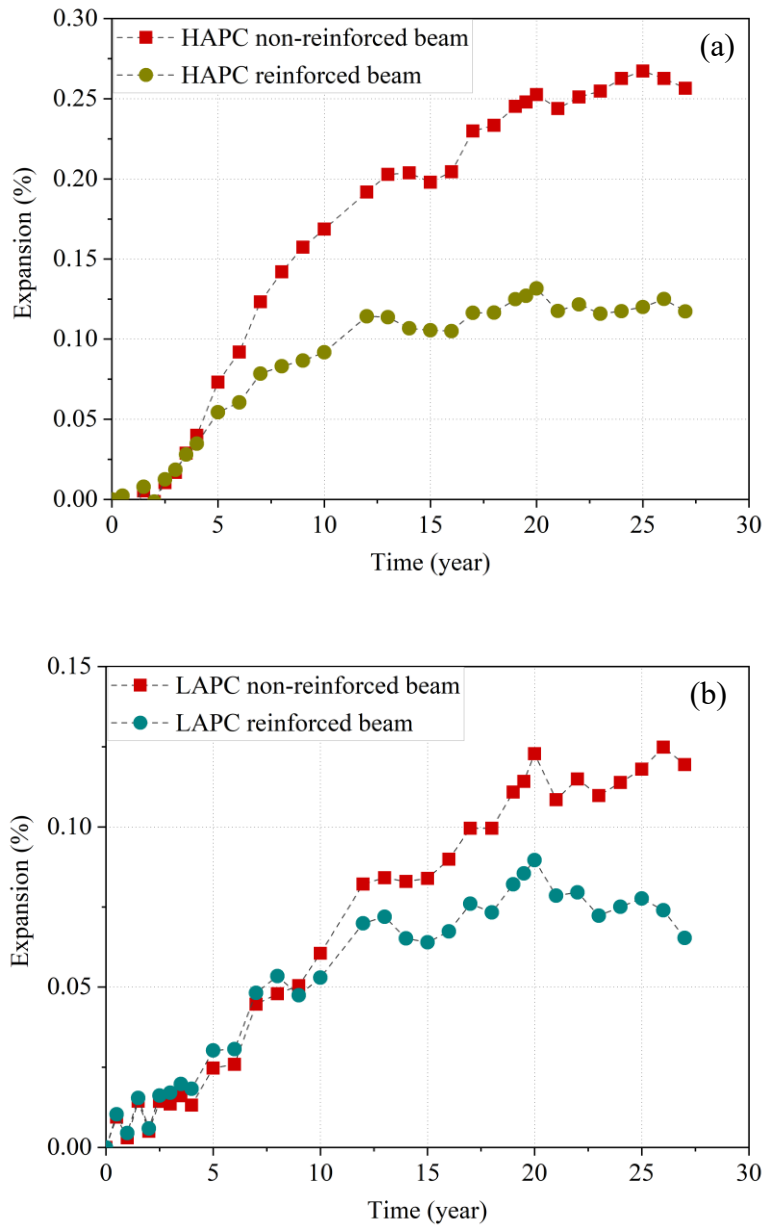 (a)
HAPC non-reinforced beam
HAPC reinforced beam
Expansion (%)
0.30
0.25
0.20
0.15
0.10
0.05
0.00
0 5 10 15 20 25 30
Time (year)
(b)
LAPC non-reinforced beam
LAPC reinforced beam
Expansion (%)
0.15
0.10
0.05
0.00
0 5 10 15 20 25 30
Time (year)